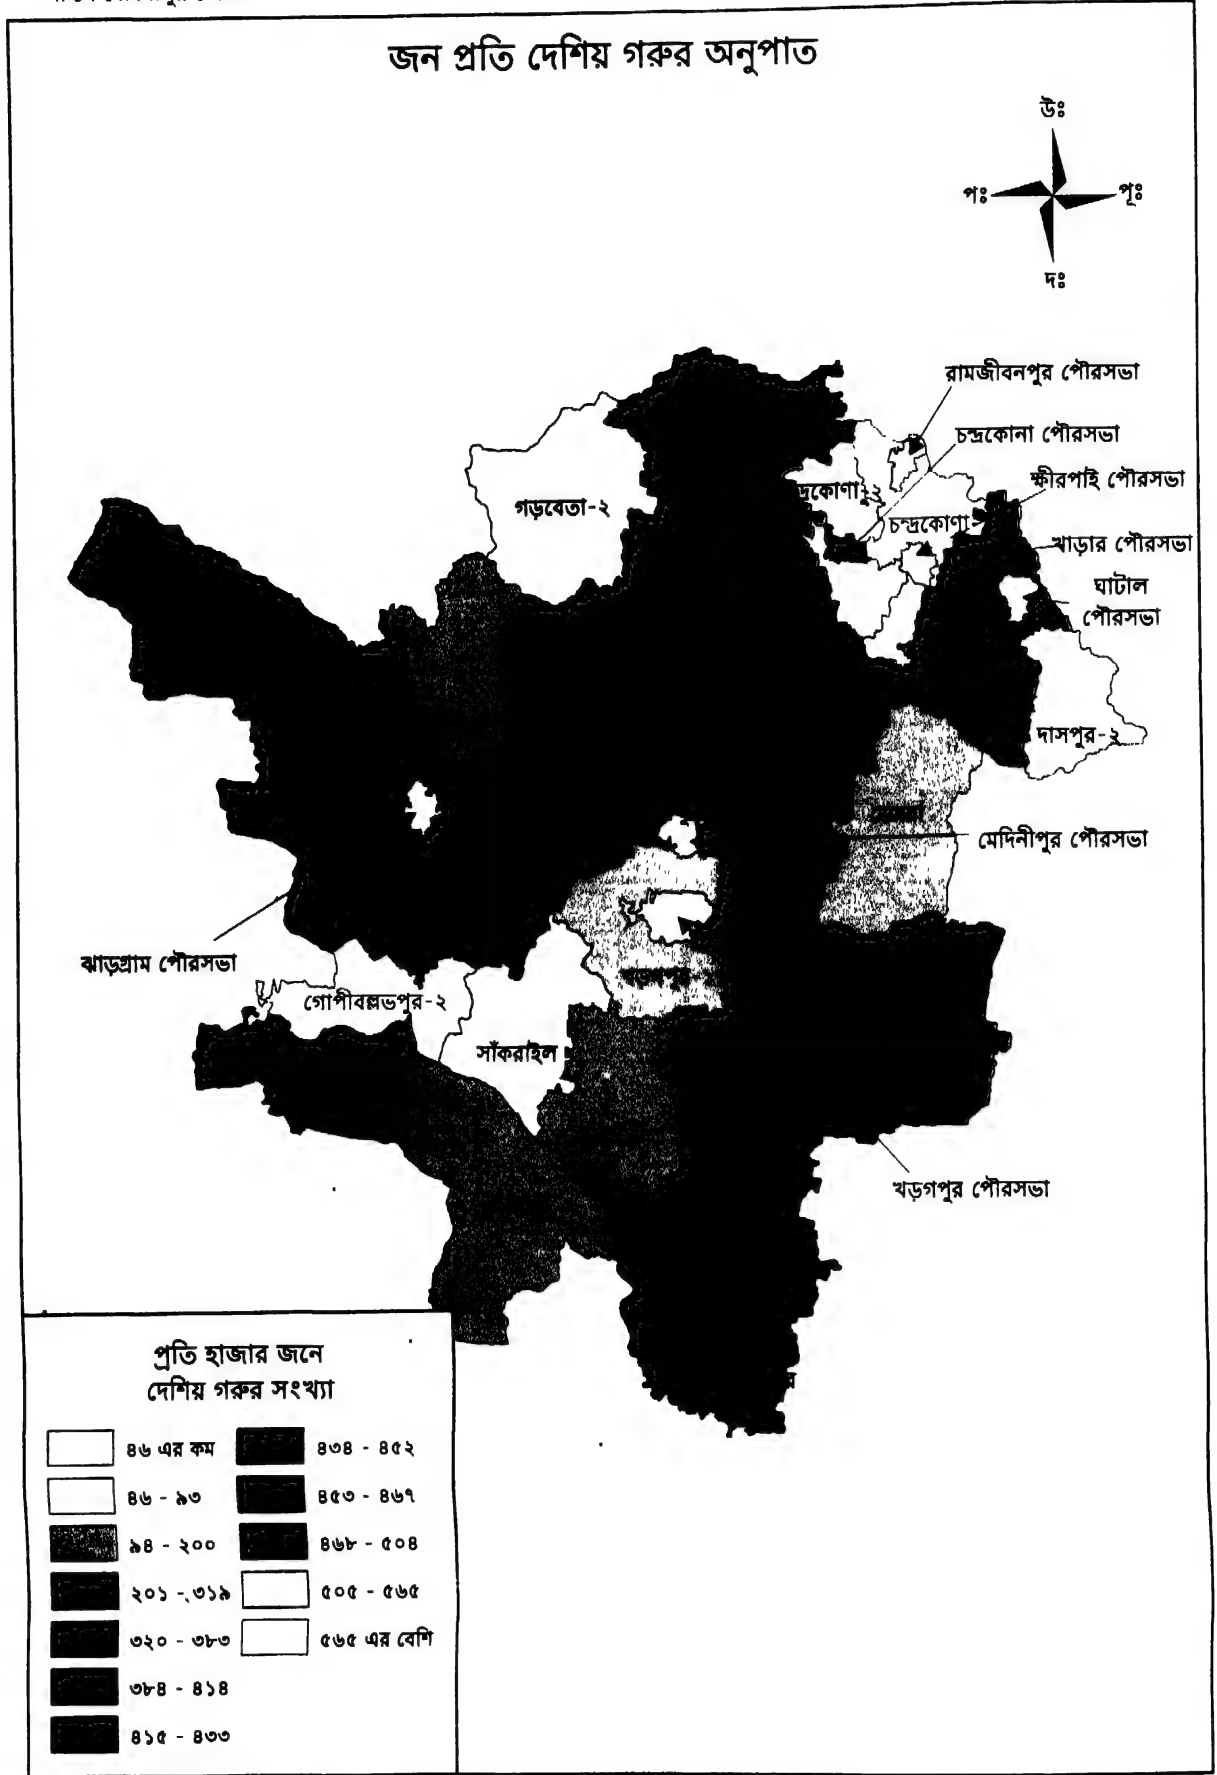 জন প্রতি দেশিয় গরুর অনুপাত
উঃ
পঃ
পূঃ
দঃ
রামজীবনপুর পৌরসভা
চন্দ্রকোনা পৌরসভা
ক্ষীরপাই পৌরসভা
গড়বেতা-২
চন্দ্রকোণা
খাড়ার পৌরসভা
ঘাটাল
পৌরসভা
দাসপুর-২
মেদিনীপুর পৌরসভা
ঝাড়গ্রাম পৌরসভা
গোপীবল্লভপুর-২
সাঁকরাইল
খড়গপুর পৌরসভা
প্রতি হাজার জনে
দেশিয় গরুর সংখ্যা
৪৬ এর কম
৪৬ - ৯৩
৯৪ - ২০০
২০১ - ৩১৯
৩২০ - ৩৮৩
৩৮৪ - ৪১৪
৪১৫ - ৪৩৩
৪৩৪ - ৪৫২
৪৫৩ - ৪৬৭
৪৬৮ - ৫০৪
৫০৫ - ৫৬৫
৫৬৫ এর বেশি